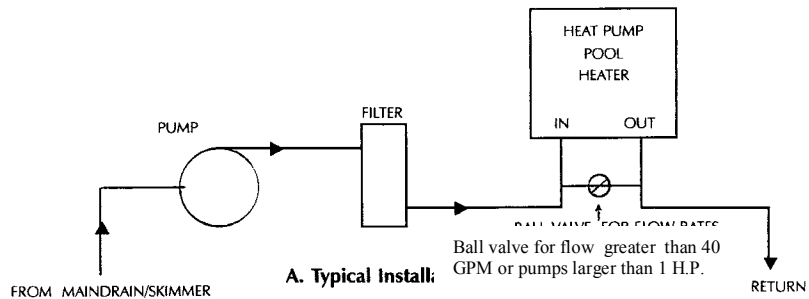 HEAT PUMP
POOL
HEATER
FILTER
IN OUT
PUMP
Ball valve for flow greater than 40
GPM or pumps larger than 1 H.P.
A. Typical
FROM MAINDRAIN/SKIMMER
RETURN